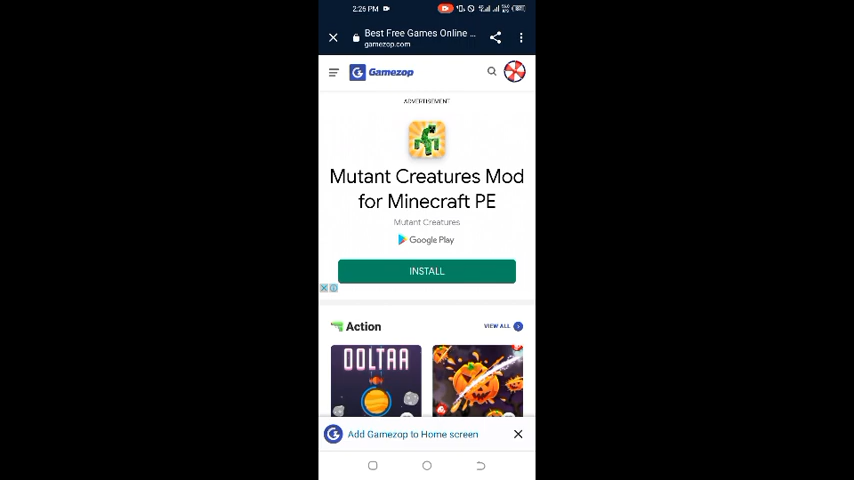 2:26 PM
Best Free Games Online ...
gamezop.com
Gamezop
ADVERTISEMENT
Mutant Creatures Mod
for Minecraft PE
Mutant Creatures
Google Play
INSTALL
Action
VIEW ALL
OOLTAA
Add Gamezop to Home screen